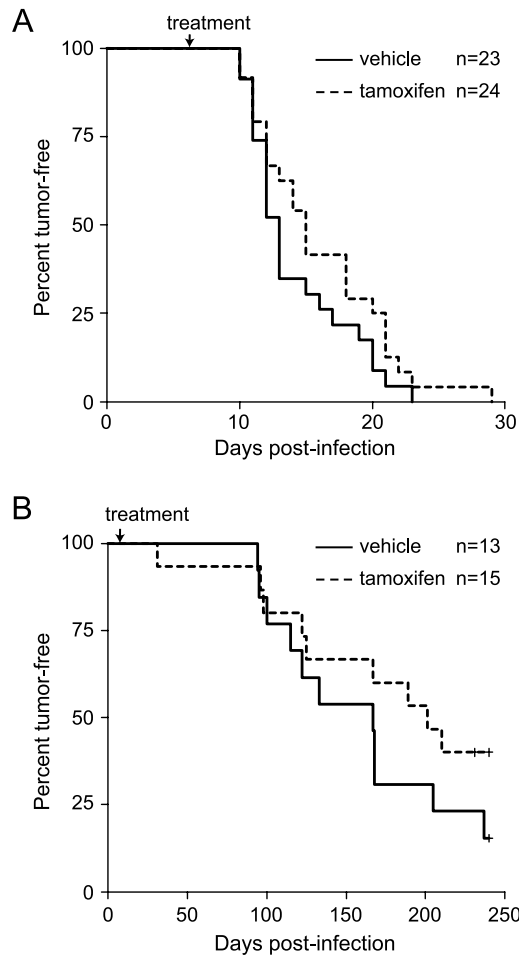 A
treatment
100
75
50
25
0
Percent tumor-free
vehicle n=23
tamoxifen n=24
0 10 20 30
Days post-infection
B
treatment
100
75
50
25
0
Percent tumor-free
vehicle n=13
tamoxifen n=15
0 50 100 150 200 250
Days post-infection